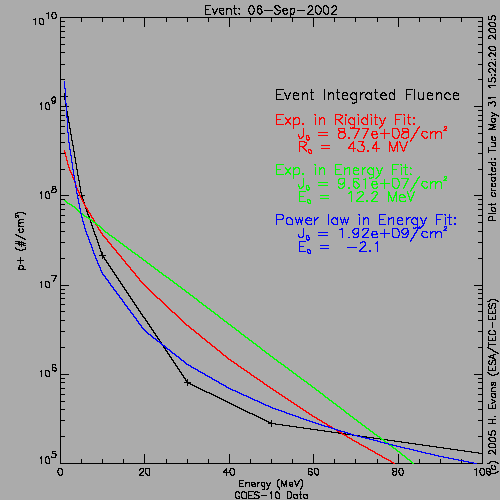 Event: 06-Sep-2002
10^10
10^9
10^8
10^7
10^6
10^5
p+ (#/cm²)
Event Integrated Fluence
Exp. in Rigidity Fit:
J₀ = 8.77e+08/cm²
R₀ = 43.4 MV
Exp. in Energy Fit:
J₀ = 9.61e+07/cm²
E₀ = 12.2 MeV
Power law in Energy Fit:
J₀ = 1.92e+09/cm²
E₀ = -2.1
0 20 40 60 80 100
Energy (MeV)
GOES-10 Data
Plot created: Tue May 31 15:22:20 2005
(c) 2005 H. Evans (ESA/TEC-EES)